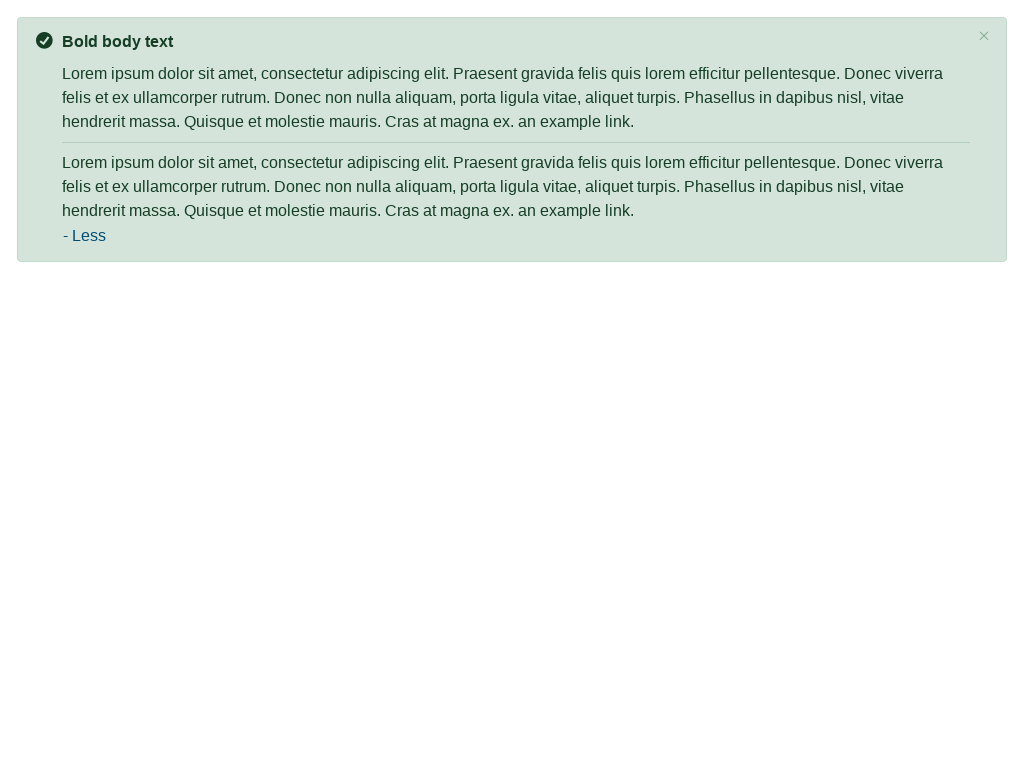 Bold body text
×
Lorem ipsum dolor sit amet, consectetur adipiscing elit. Praesent gravida felis quis lorem efficitur pellentesque. Donec viverra
felis et ex ullamcorper rutrum. Donec non nulla aliquam, porta ligula vitae, aliquet turpis. Phasellus in dapibus nisl, vitae
hendrerit massa. Quisque et molestie mauris. Cras at magna ex. an example link.
Lorem ipsum dolor sit amet, consectetur adipiscing elit. Praesent gravida felis quis lorem efficitur pellentesque. Donec viverra
felis et ex ullamcorper rutrum. Donec non nulla aliquam, porta ligula vitae, aliquet turpis. Phasellus in dapibus nisl, vitae
hendrerit massa. Quisque et molestie mauris. Cras at magna ex. an example link.
- Less